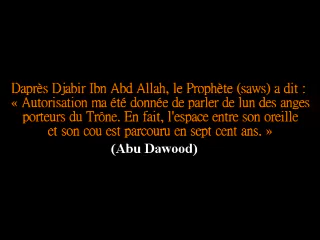 Daprès Djabir Ibn Abd Allah, le Prophète (saws) a dit :
« Autorisation ma été donnée de parler de lun des anges
porteurs du Trône. En fait, l'espace entre son oreille
et son cou est parcouru en sept cent ans. »
(Abu Dawood)